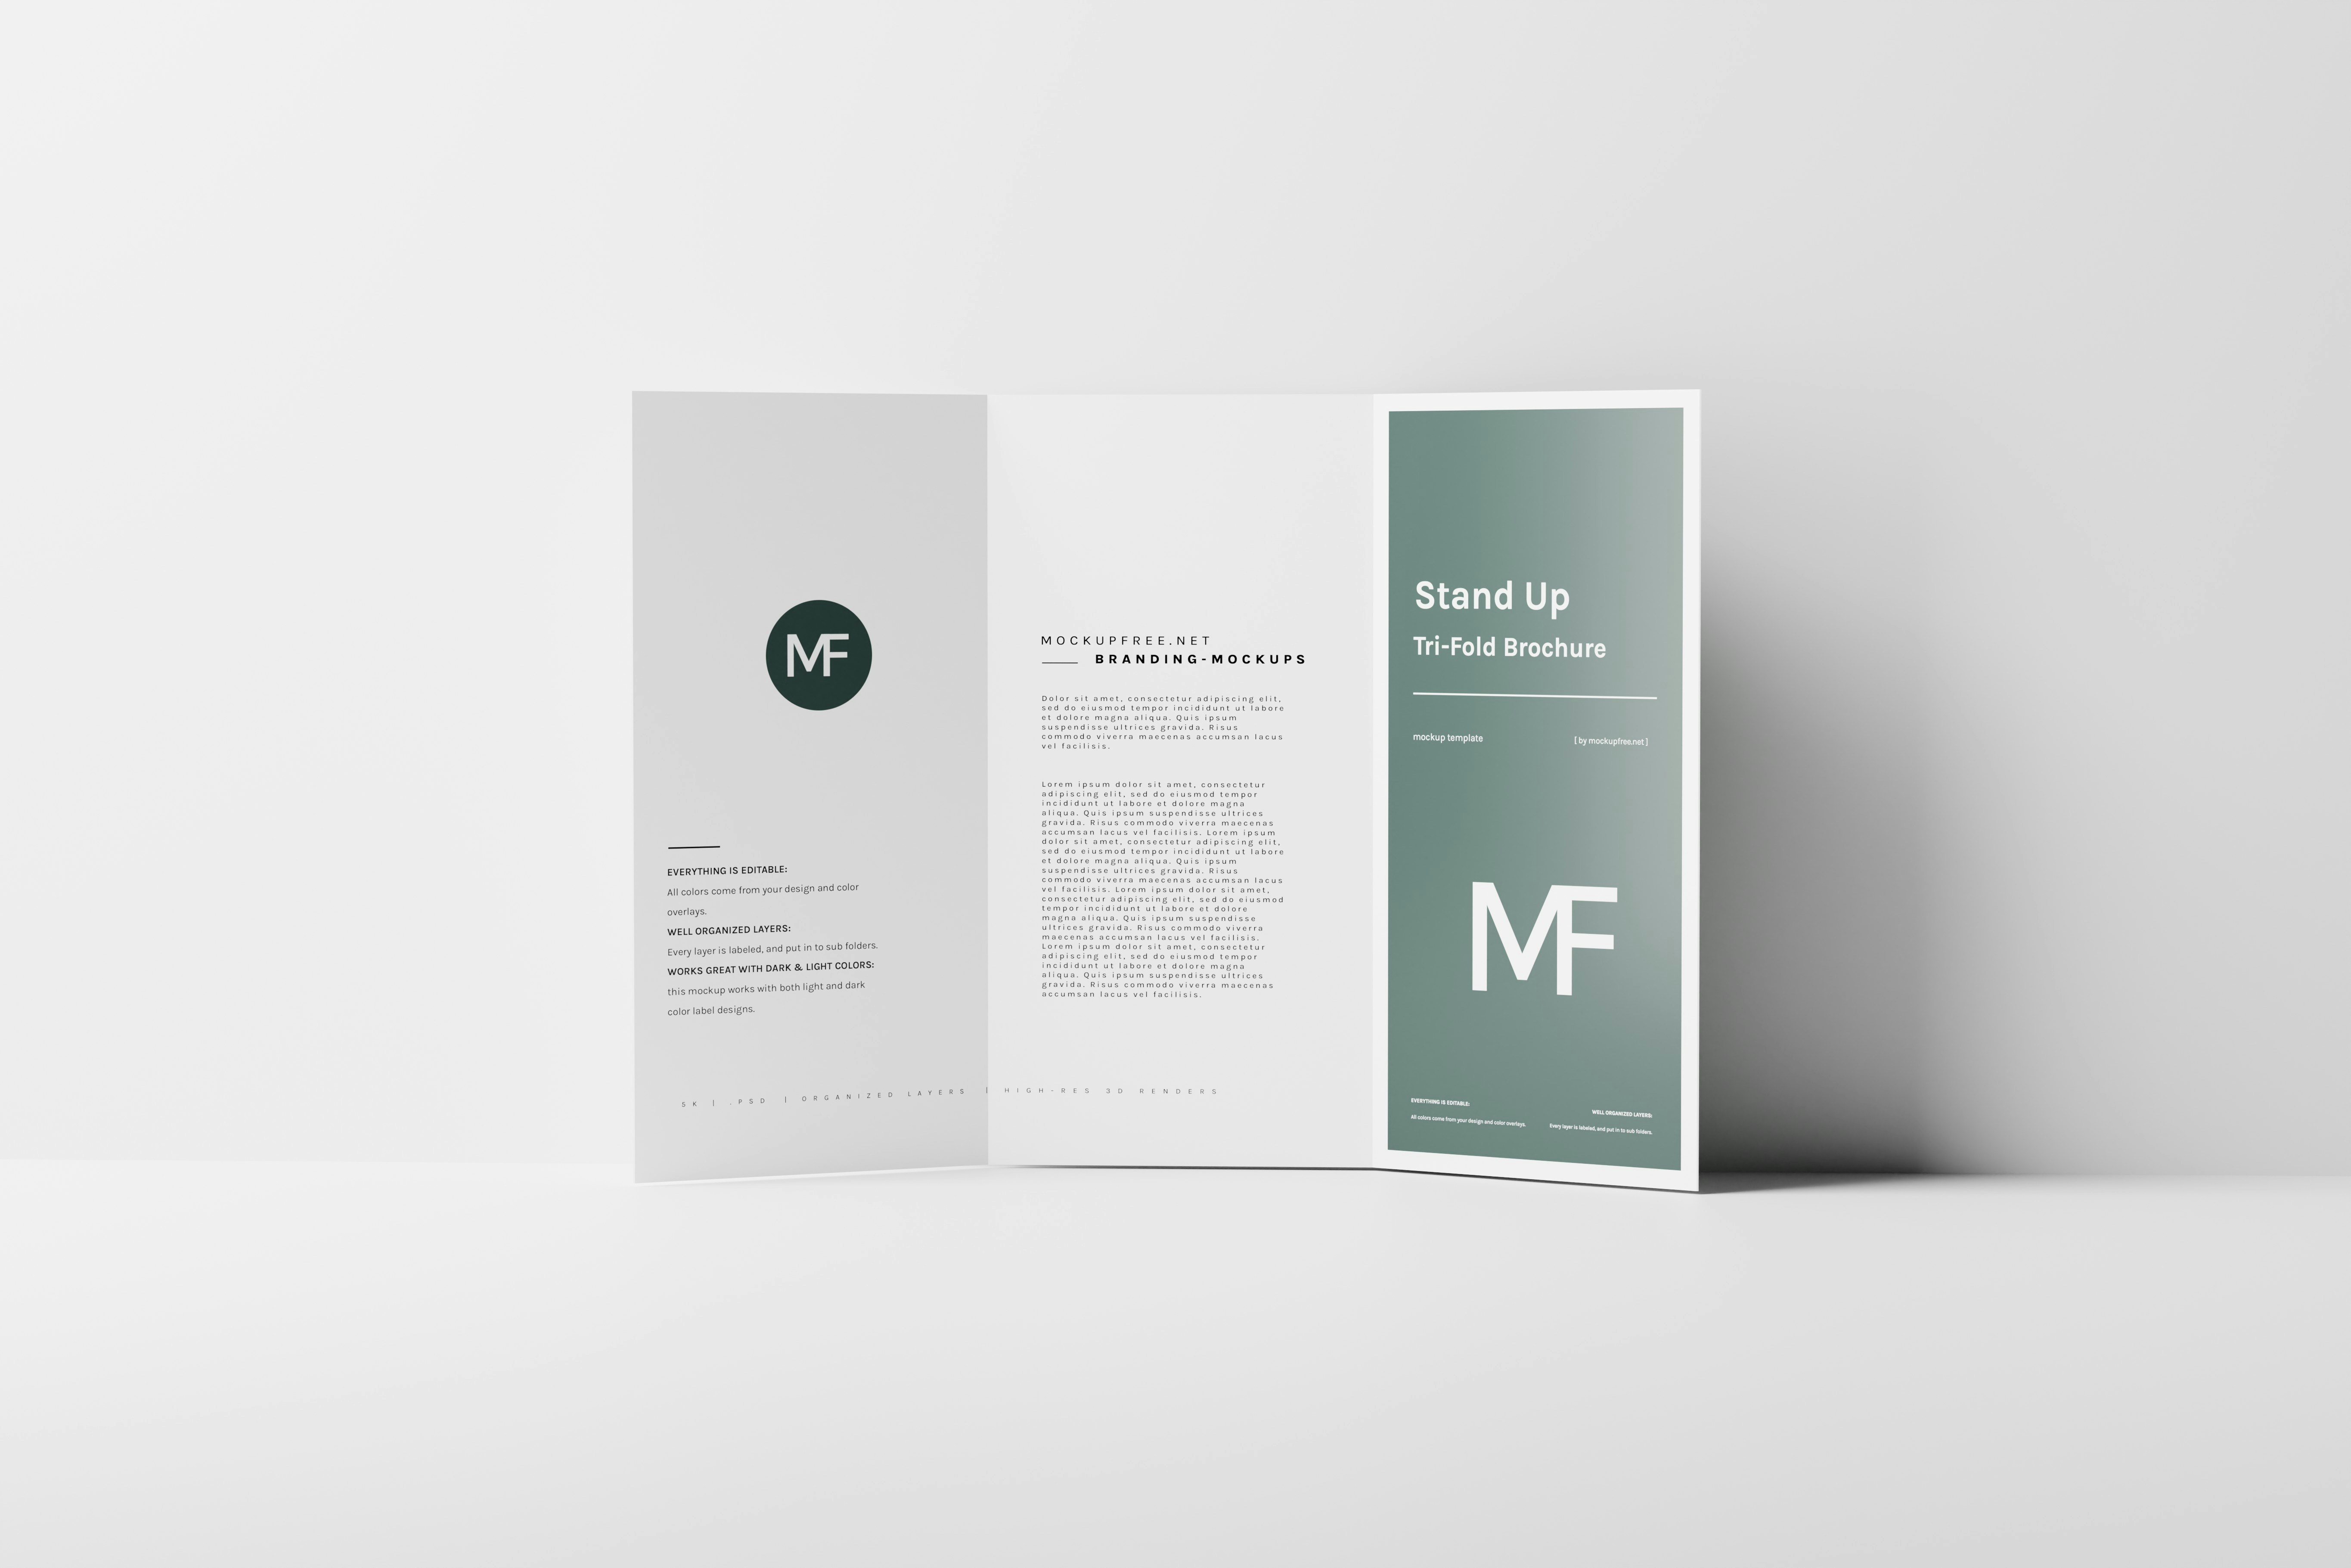 MF
EVERYTHING IS EDITABLE:
All colors come from your design and color
overlays.
WELL ORGANIZED LAYERS:
Every layer is labeled, and put in to sub folders.
WORKS GREAT WITH DARK & LIGHT COLORS:
this mockup works with both light and dark
color label designs.
5K | .PSD | ORGANIZED LAYERS | HIGH-RES 3D RENDERS
MOCKUPFREE.NET
BRANDING-MOCKUPS
Dolor sit amet, consectetur adipiscing elit,
sed do eiusmod tempor incididunt ut labore
et dolore magna aliqua. Quis ipsum
suspendisse ultrices gravida. Risus
commodo viverra maecenas accumsan lacus
vel facilisis.
Lorem ipsum dolor sit amet, consectetur
adipiscing elit, sed do eiusmod tempor
incididunt ut labore et dolore magna
aliqua. Quis ipsum suspendisse ultrices
gravida. Risus commodo viverra maecenas
accumsan lacus vel facilisis. Lorem ipsum
dolor sit amet, consectetur adipiscing elit,
sed do eiusmod tempor incididunt ut labore
et dolore magna aliqua. Quis ipsum
suspendisse ultrices gravida. Risus
commodo viverra maecenas accumsan lacus
vel facilisis. Lorem ipsum dolor sit amet,
consectetur adipiscing elit, sed do eiusmod
tempor incididunt ut labore et dolore
magna aliqua. Quis ipsum suspendisse
ultrices gravida. Risus commodo viverra
maecenas accumsan lacus vel facilisis.
Lorem ipsum dolor sit amet, consectetur
adipiscing elit, sed do eiusmod tempor
incididunt ut labore et dolore magna
aliqua. Quis ipsum suspendisse ultrices
gravida. Risus commodo viverra maecenas
accumsan lacus vel facilisis.
Stand Up
Tri-Fold Brochure
mockup template
[ by mockupfree.net ]
MF
EVERYTHING IS EDITABLE:
All colors come from your design and color overlays.
WELL ORGANIZED LAYERS:
Every layer is labeled, and put in to sub folders.